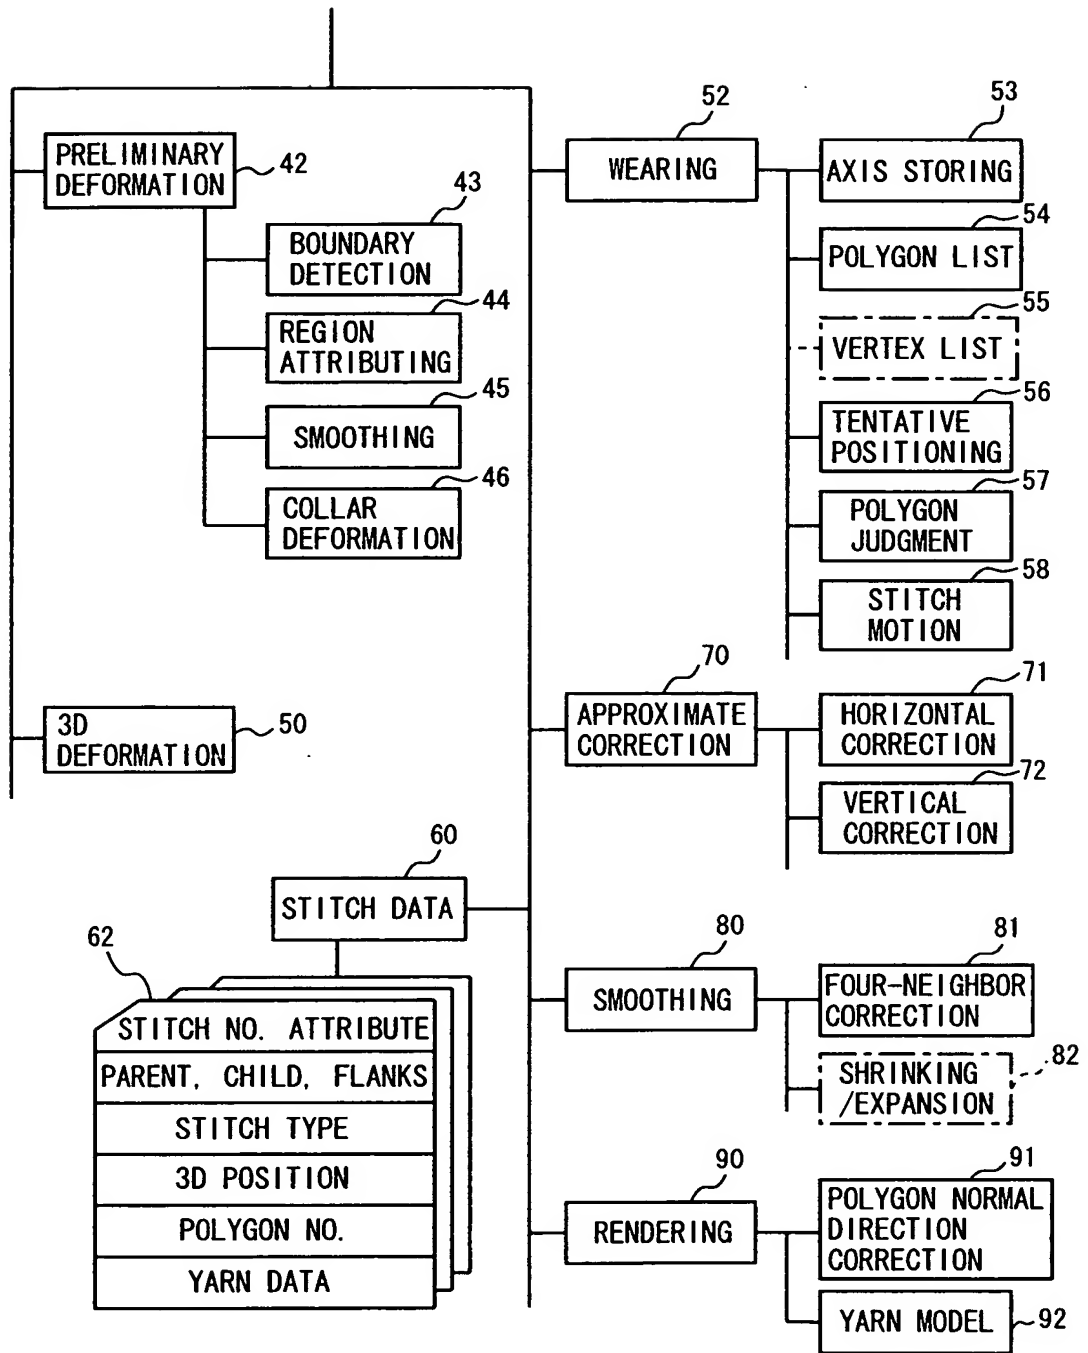 PRELIMINARY
DEFORMATION
42
43
BOUNDARY
DETECTION
44
REGION
ATTRIBUTING
45
SMOOTHING
46
COLLAR
DEFORMATION
3D
DEFORMATION
50
60
STITCH DATA
62
STITCH NO. ATTRIBUTE
PARENT, CHILD, FLANKS
STITCH TYPE
3D POSITION
POLYGON NO.
YARN DATA
52
WEARING
53
AXIS STORING
54
POLYGON LIST
55
VERTEX LIST
56
TENTATIVE
POSITIONING
57
POLYGON
JUDGMENT
58
STITCH
MOTION
70
APPROXIMATE
CORRECTION
71
HORIZONTAL
CORRECTION
72
VERTICAL
CORRECTION
80
SMOOTHING
81
FOUR-NEIGHBOR
CORRECTION
82
SHRINKING
/EXPANSION
90
RENDERING
91
POLYGON NORMAL
DIRECTION
CORRECTION
YARN MODEL
92